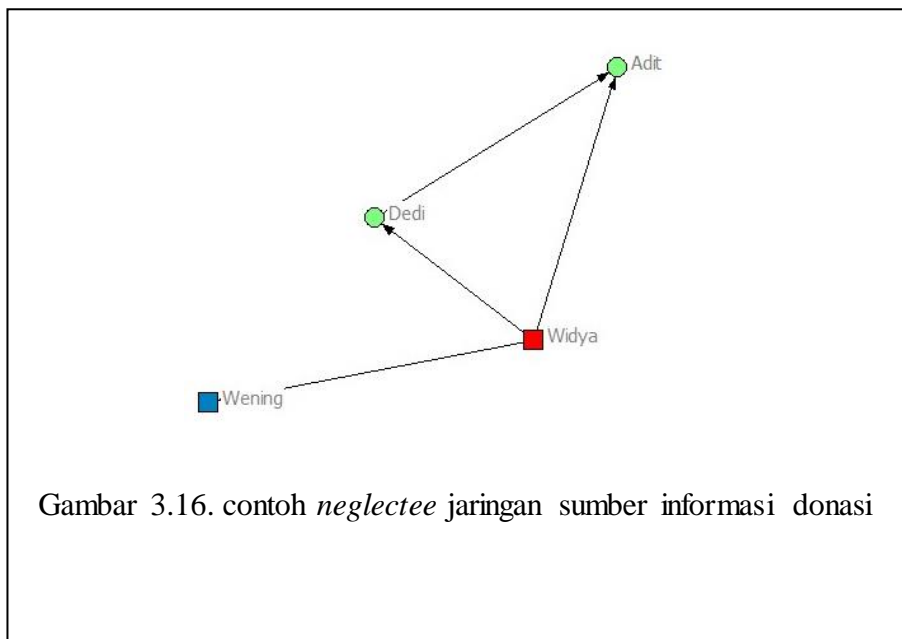 Adit
Dedi
Widya
Wening
Gambar 3.16. contoh neglectee jaringan sumber informasi donasi